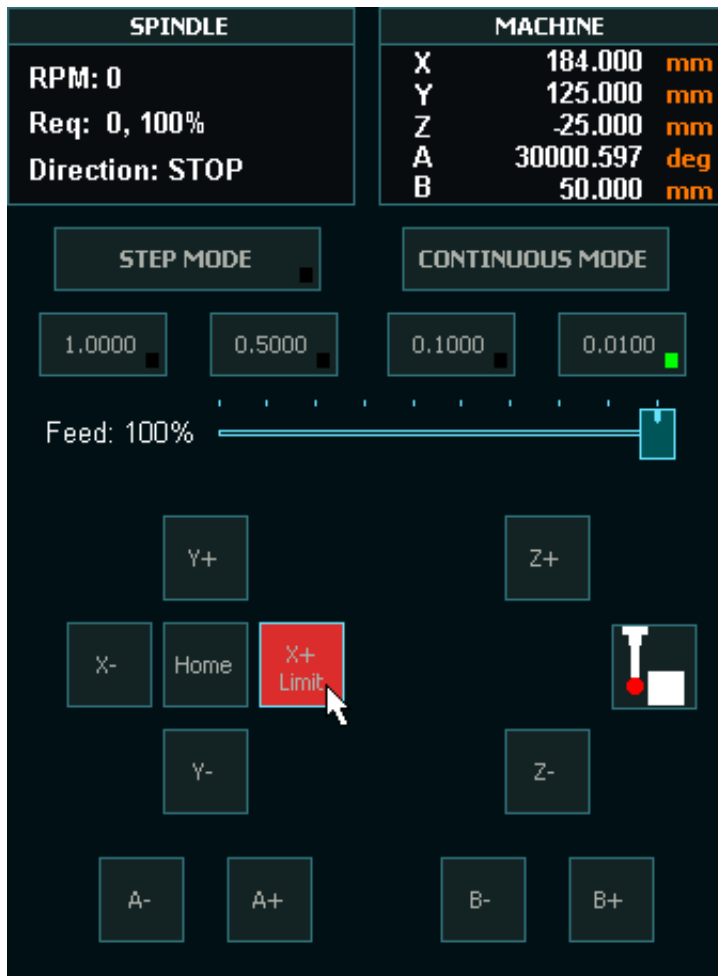 SPINDLE
RPM: 0
Req: 0, 100%
Direction: STOP
MACHINE
X 184.000 mm
Y 125.000 mm
Z -25.000 mm
A 30000.597 deg
B 50.000 mm
STEP MODE
CONTINUOUS MODE
1.0000
0.5000
0.1000
0.0100
Feed: 100%
Y+
Z+
X-
Home
X+
Limit
Y-
Z-
A-
A+
B-
B+